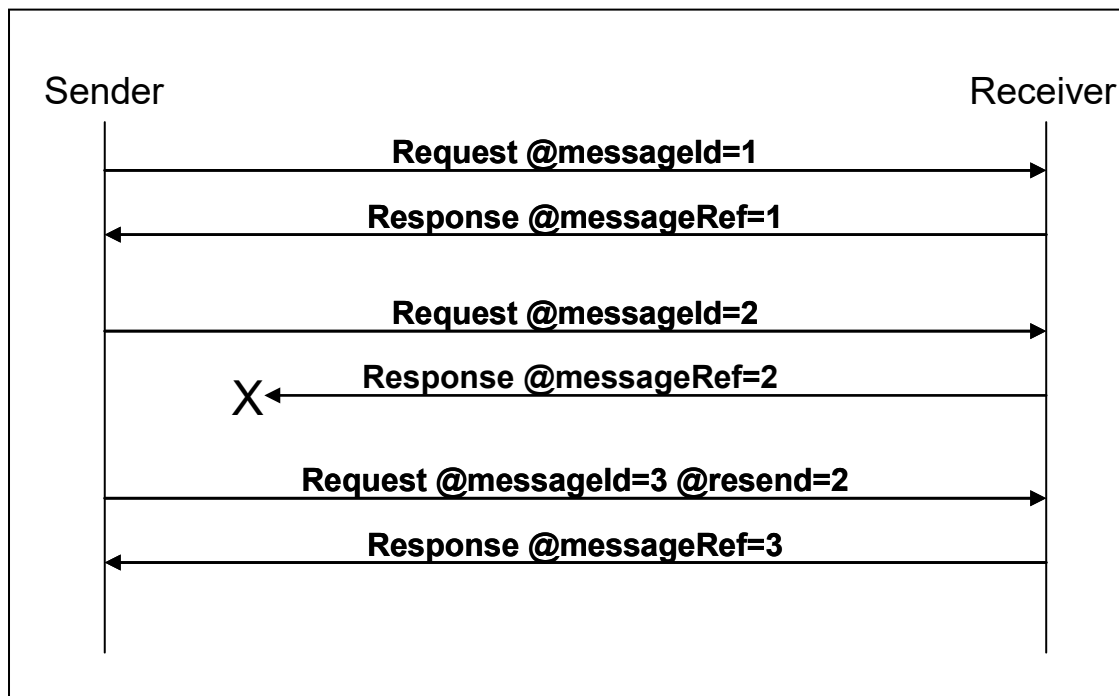 Sender
Receiver
Request @messageId=1
Response @messageRef=1
Request @messageId=2
Response @messageRef=2
X
Request @messageId=3 @resend=2
Response @messageRef=3